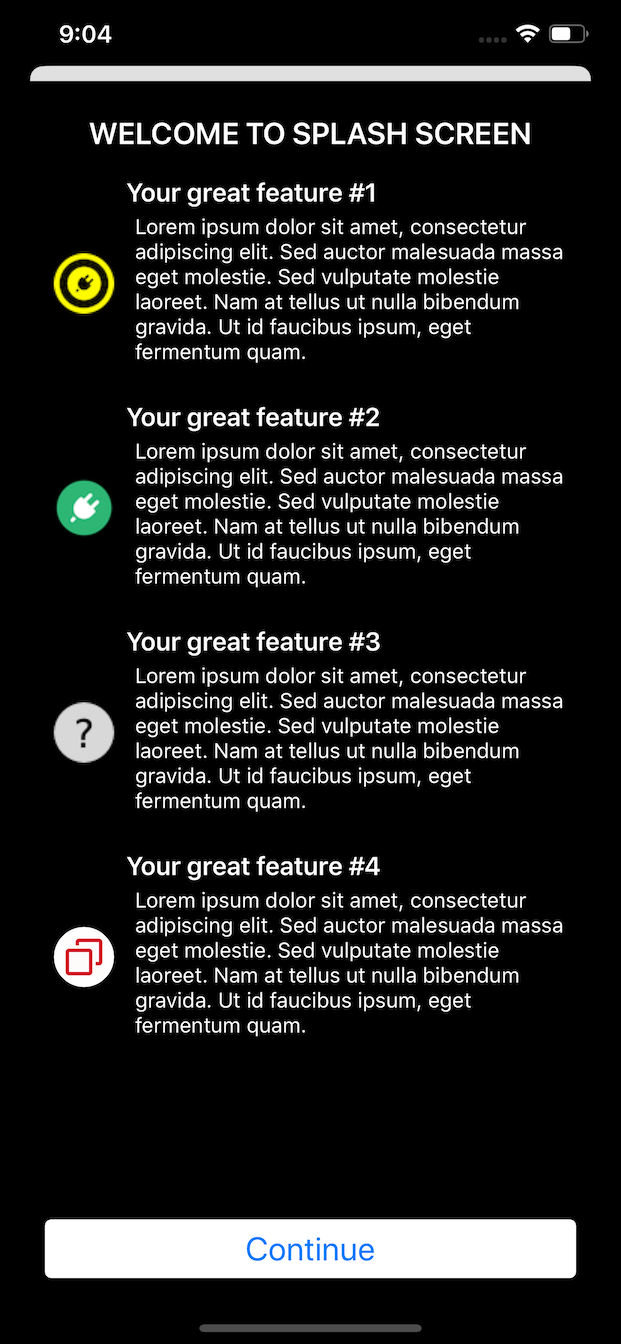 9:04
WELCOME TO SPLASH SCREEN
Your great feature #1
Lorem ipsum dolor sit amet, consectetur
adipiscing elit. Sed auctor malesuada massa
eget molestie. Sed vulputate molestie
laoreet. Nam at tellus ut nulla bibendum
gravida. Ut id faucibus ipsum, eget
fermentum quam.
Your great feature #2
Lorem ipsum dolor sit amet, consectetur
adipiscing elit. Sed auctor malesuada massa
eget molestie. Sed vulputate molestie
laoreet. Nam at tellus ut nulla bibendum
gravida. Ut id faucibus ipsum, eget
fermentum quam.
Your great feature #3
Lorem ipsum dolor sit amet, consectetur
adipiscing elit. Sed auctor malesuada massa
eget molestie. Sed vulputate molestie
?
laoreet. Nam at tellus ut nulla bibendum
gravida. Ut id faucibus ipsum, eget
fermentum quam.
Your great feature #4
Lorem ipsum dolor sit amet, consectetur
adipiscing elit. Sed auctor malesuada massa
eget molestie. Sed vulputate molestie
laoreet. Nam at tellus ut nulla bibendum
gravida. Ut id faucibus ipsum, eget
fermentum quam.
Continue